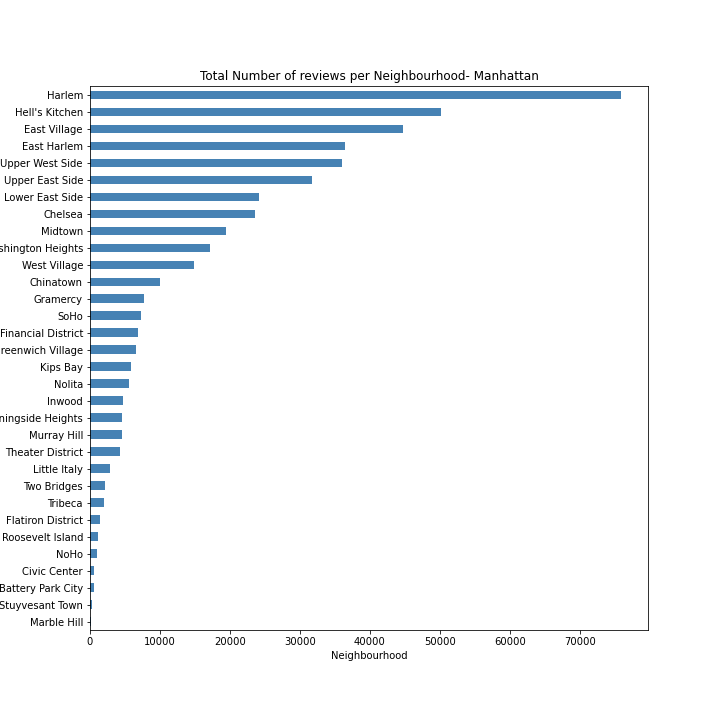 Total Number of reviews per Neighbourhood- Manhattan
Harlem
Hell's Kitchen
East Village
East Harlem
Upper West Side
Upper East Side
Lower East Side
Chelsea
Midtown
shington Heights
West Village
Chinatown
Gramercy
SoHo
Financial District
reenwich Village
Kips Bay
Nolita
Inwood
ningside Heights
Murray Hill
Theater District
Little Italy
Two Bridges
Tribeca
Flatiron District
Roosevelt Island
NoHo
Civic Center
Battery Park City
Stuyvesant Town
Marble Hill
0 10000 20000 30000 40000 50000 60000 70000
Neighbourhood